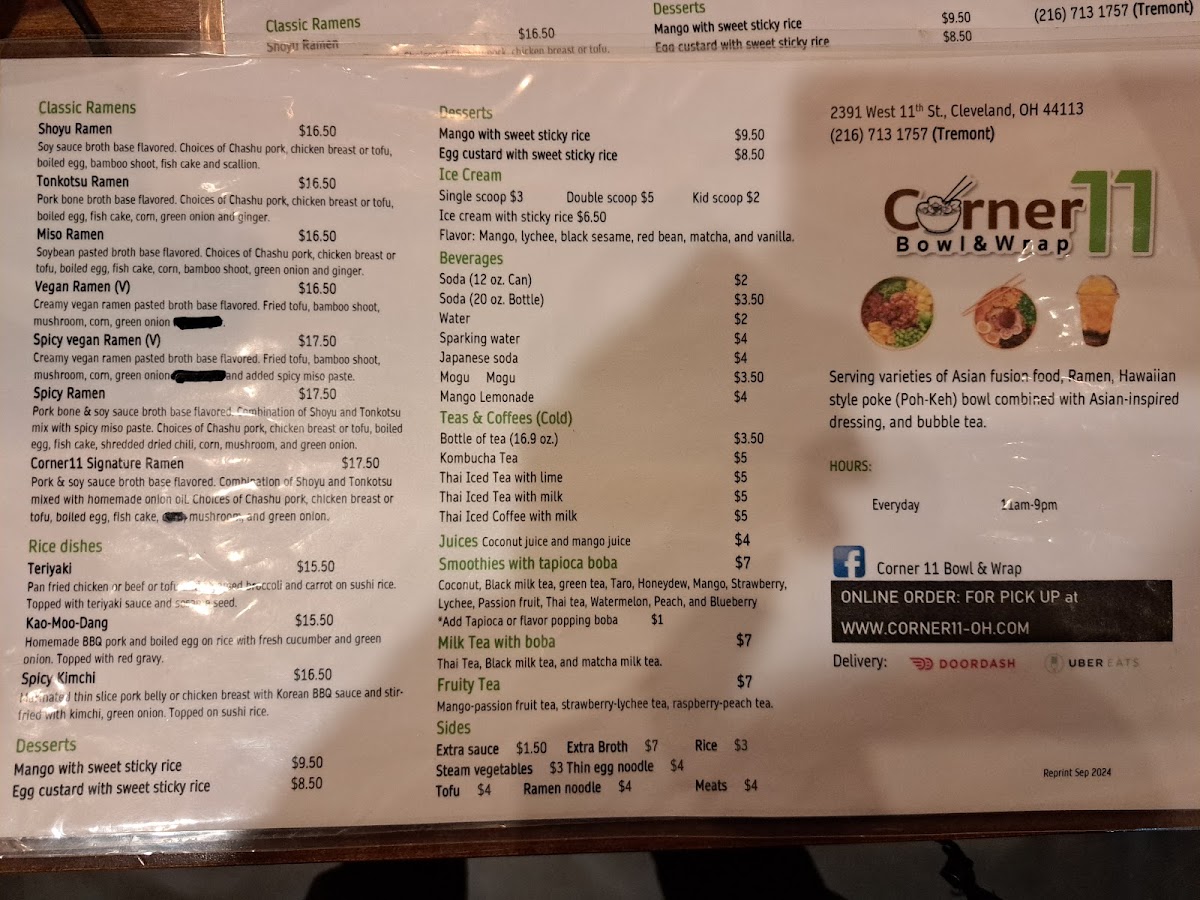 Classic Ramens
Shoyu Ramen
$16.50
chicken breast or tofu,
Desserts
Mango with sweet sticky rice $9.50
Egg custard with sweet sticky rice $8.50
(216) 713 1757 (Tremont)
Classic Ramens
Shoyu Ramen $16.50
Soy sauce broth base flavored. Choices of Chashu pork, chicken breast or tofu,
boiled egg, bamboo shoot, fish cake and scallion.
Tonkotsu Ramen $16.50
Pork bone broth base flavored. Choices of Chashu pork, chicken breast or tofu,
boiled egg, fish cake, corn, green onion and ginger.
Miso Ramen $16.50
Soybean pasted broth base flavored. Choices of Chashu pork, chicken breast or
tofu, boiled egg, fish cake, corn, bamboo shoot, green onion and ginger.
Vegan Ramen (V) $16.50
Creamy vegan ramen pasted broth base flavored. Fried tofu, bamboo shoot,
mushroom, corn, green onion .
Spicy vegan Ramen (V) $17.50
Creamy vegan ramen pasted broth base flavored. Fried tofu, bamboo shoot,
mushroom, corn, green onion and added spicy miso paste.
Spicy Ramen $17.50
Pork bone & soy sauce broth base flavored. Combination of Shoyu and Tonkotsu
mix with spicy miso paste. Choices of Chashu pork, chicken breast or tofu, boiled
egg, fish cake, shredded dried chili, corn, mushroom, and green onion.
Corner11 Signature Ramen $17.50
Pork & soy sauce broth base flavored. Combination of Shoyu and Tonkotsu
mixed with homemade onion oil. Choices of Chashu pork, chicken breast or
tofu, boiled egg, fish cake, mushroom, and green onion.
Rice dishes
Teriyaki $15.50
Pan fried chicken or beef or tofu broccoli and carrot on sushi rice.
Topped with teriyaki sauce and seed.
Kao-Moo-Dang $15.50
Homemade BBQ pork and boiled egg on rice with fresh cucumber and green
onion. Topped with red gravy.
Spicy Kimchi $16.50
Marinated thin slice pork belly or chicken breast with Korean BBQ sauce and stir-
fried with kimchi, green onion. Topped on sushi rice.
Desserts
Mango with sweet sticky rice $9.50
Egg custard with sweet sticky rice $8.50
Desserts
Mango with sweet sticky rice $9.50
Egg custard with sweet sticky rice $8.50
Ice Cream
Single scoop $3 Double scoop $5 Kid scoop $2
Ice cream with sticky rice $6.50
Flavor: Mango, lychee, black sesame, red bean, matcha, and vanilla.
Beverages
Soda (12 oz. Can) $2
Soda (20 oz. Bottle) $3.50
Water $2
Sparking water $4
Japanese soda $4
Mogu Mogu $3.50
Mango Lemonade $4
Teas & Coffees (Cold)
Bottle of tea (16.9 oz.) $3.50
Kombucha Tea $5
Thai Iced Tea with lime $5
Thai Iced Tea with milk $5
Thai Iced Coffee with milk $5
Juices Coconut juice and mango juice $4
Smoothies with tapioca boba $7
Coconut, Black milk tea, green tea, Taro, Honeydew, Mango, Strawberry,
Lychee, Passion fruit, Thai tea, Watermelon, Peach, and Blueberry
*Add Tapioca or flavor popping boba $1
Milk Tea with boba $7
Thai Tea, Black milk tea, and matcha milk tea.
Fruity Tea $7
Mango-passion fruit tea, strawberry-lychee tea, raspberry-peach tea.
Sides
Extra sauce $1.50 Extra Broth $7 Rice $3
Steam vegetables $3 Thin egg noodle $4
Tofu $4 Ramen noodle $4 Meats $4
2391 West 11th St., Cleveland, OH 44113
(216) 713 1757 (Tremont)
Corner 11
Bowl & Wrap
Serving varieties of Asian fusion food, Ramen, Hawaiian
style poke (Poh-Keh) bowl combined with Asian-inspired
dressing, and bubble tea.
HOURS:
Everyday 11am-9pm
Corner 11 Bowl & Wrap
ONLINE ORDER: FOR PICK UP at
WWW.CORNER11-OH.COM
Delivery: DOORDASH UBER EATS
Reprint Sep 2024